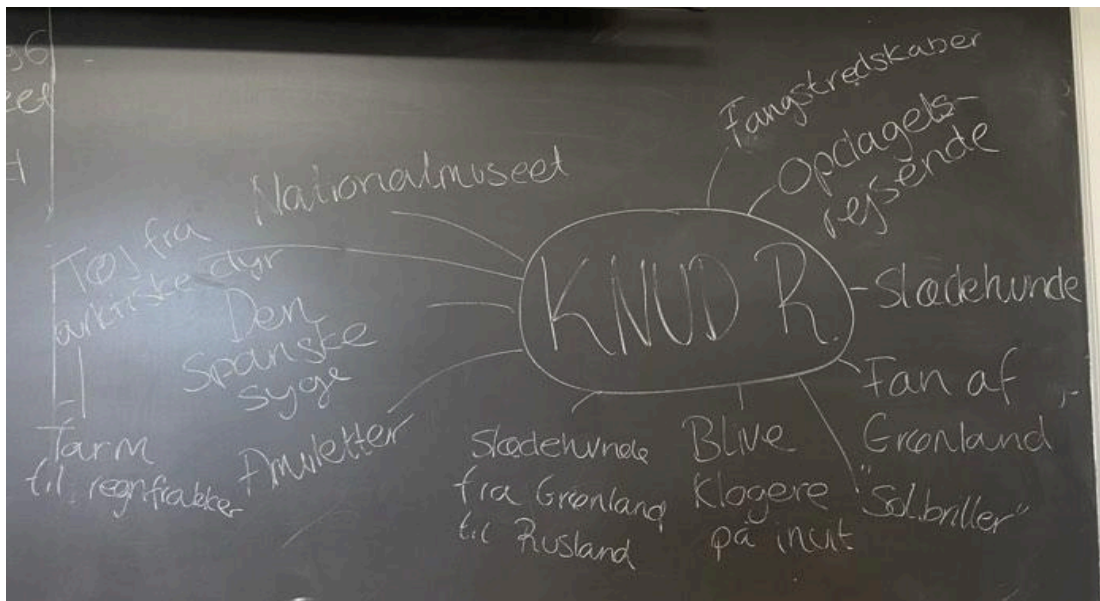 Fangstredskaber
Opdagels-
rejsende
Nationalmuseet
Tøj fra
arktiske dyr
KNUD R.
Slædehunde
Den
spanske
syge
Fan af
Grønland
Tarm
til regnfrakker
Amuletter
Slædehunde
fra Grønland
til Rusland
Blive
klogere
på inuit
"Solbriller"